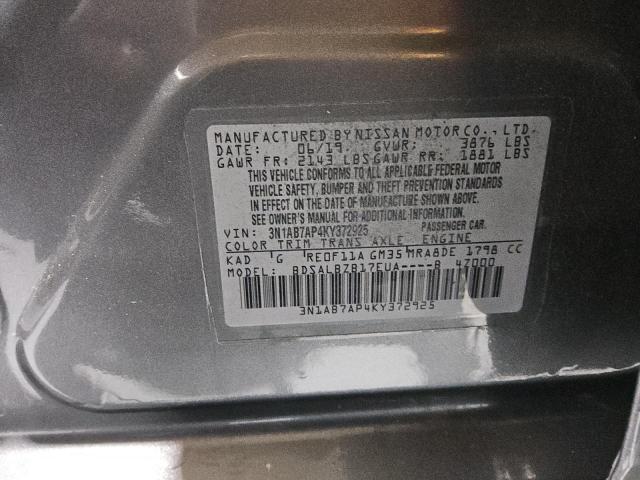 MANUFACTURED BY NISSAN MOTOR CO., LTD.
DATE: 06/19 GVWR: 3876 LBS
GAWR FR: 2143 LBS GAWR RR: 1881 LBS
THIS VEHICLE CONFORMS TO ALL APPLICABLE FEDERAL MOTOR
VEHICLE SAFETY, BUMPER AND THEFT PREVENTION STANDARDS
IN EFFECT ON THE DATE OF MANUFACTURE SHOWN ABOVE.
SEE OWNER'S MANUAL FOR ADDITIONAL INFORMATION.
VIN: 3N1AB7AP4KY372925 PASSENGER CAR.
COLOR TRIM TRANS AXLE ENGINE
KAD G RE0F11A GM35 MRA8DE 1798 CC
MODEL: BDSALBZB17EUA----B 47000
3N1AB7AP4KY372925